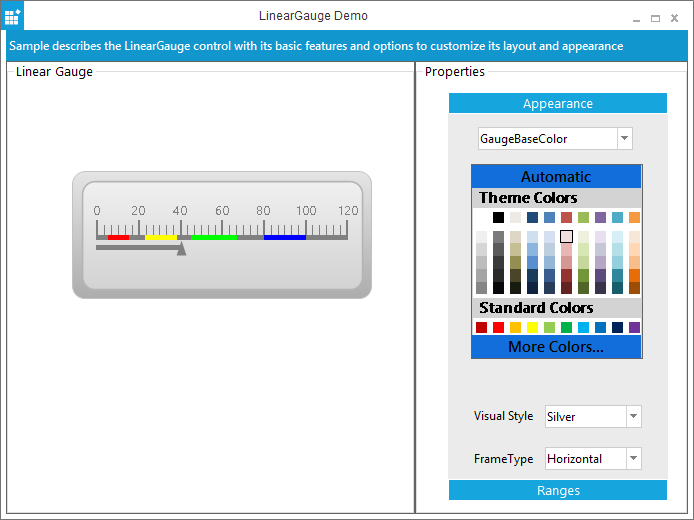 LinearGauge Demo
Sample describes the LinearGauge control with its basic features and options to customize its layout and appearance
Linear Gauge
0 20 40 60 80 100 120
Properties
Appearance
GaugeBaseColor
Automatic
Theme Colors
Standard Colors
More Colors...
Visual Style Silver
FrameType Horizontal
Ranges